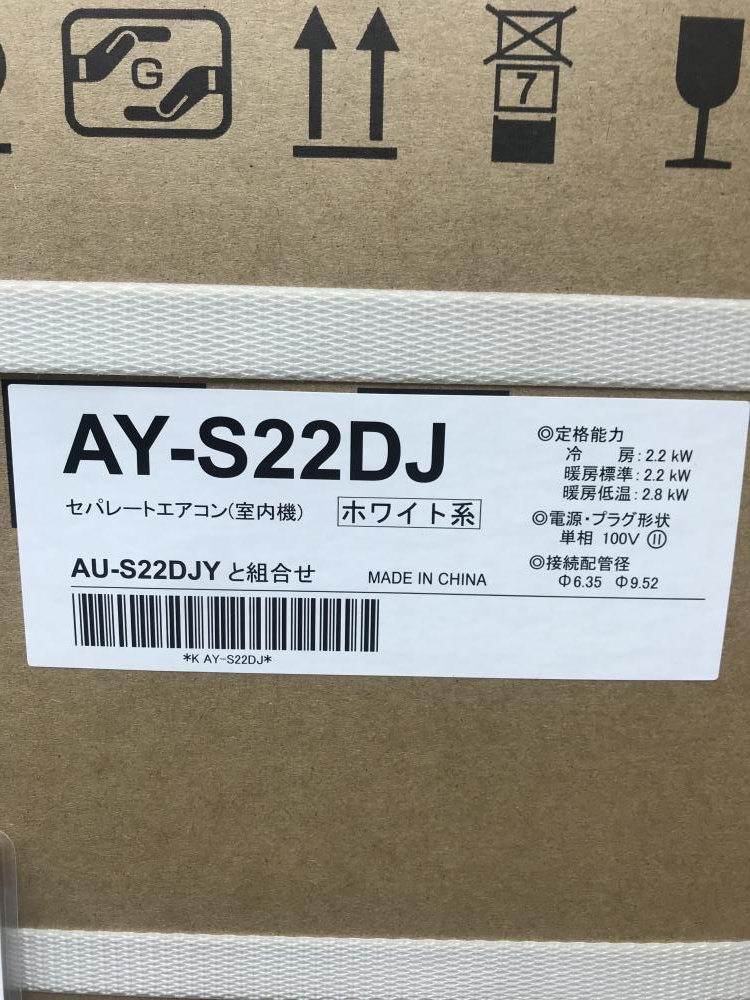 G
7
AY-S22DJ
セパレートエアコン(室内機)
ホワイト系
AU-S22DJYと組合せ
MADE IN CHINA
*K AY-S22DJ*
◎定格能力
冷　房:2.2 kW
暖房標準:2.2 kW
暖房低温:2.8 kW
◎電源・プラグ形状
単相 100V
◎接続配管径
Φ6.35 Φ9.52